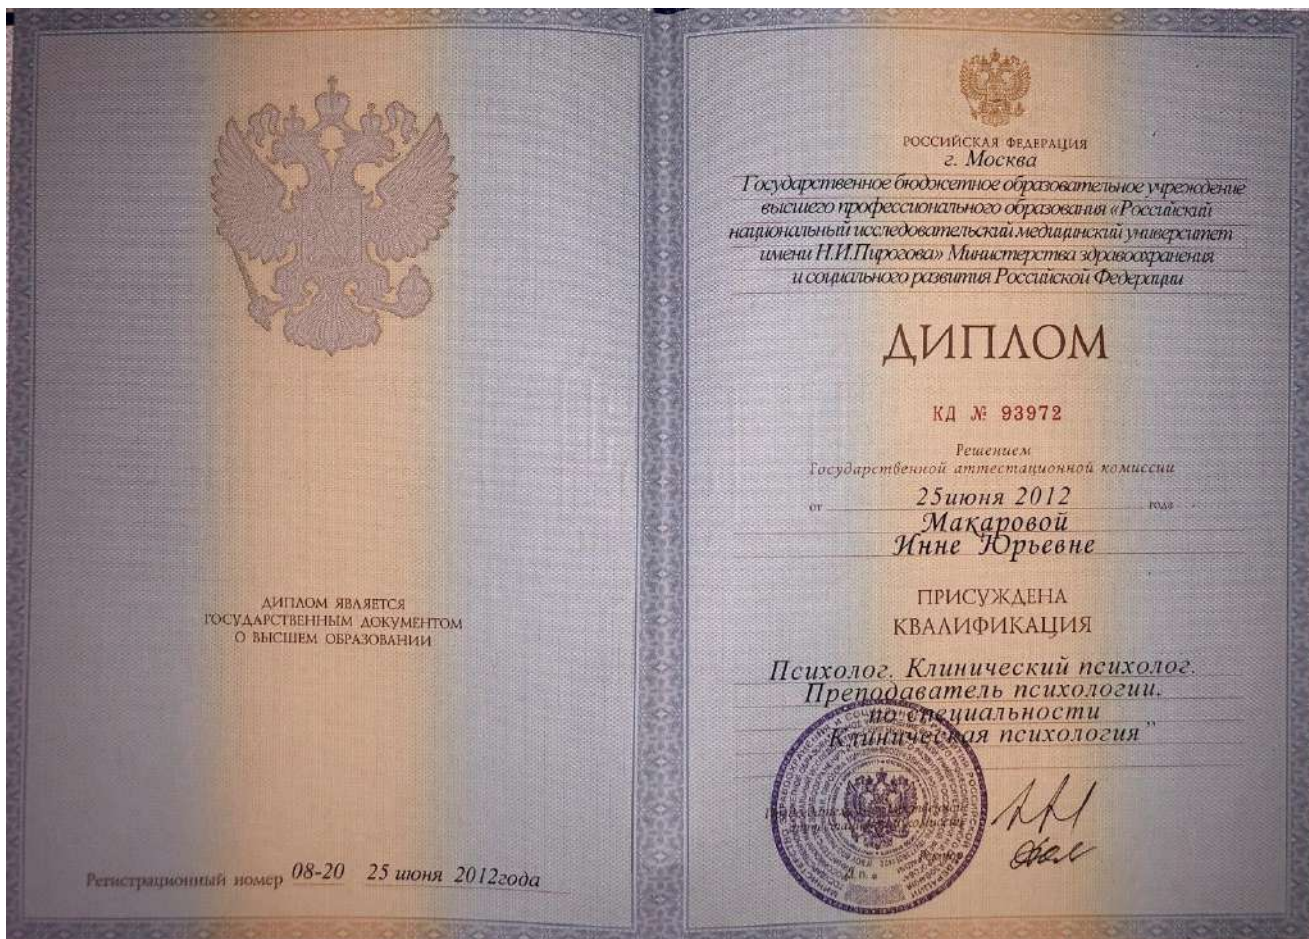 ДИПЛОМ ЯВЛЯЕТСЯ
ГОСУДАРСТВЕННЫМ ДОКУМЕНТОМ
О ВЫСШЕМ ОБРАЗОВАНИИ
Регистрационный номер 08-20 25 июня 2012года
РОССИЙСКАЯ ФЕДЕРАЦИЯ
г. Москва
Государственное бюджетное образовательное учреждение
высшего профессионального образования «Российский
национальный исследовательский медицинский университет
имени Н.И.Пирогова» Министерства здравоохранения
и социального развития Российской Федерации
ДИПЛОМ
КД № 93972
Решением
Государственной аттестационной комиссии
от 25июня 2012 года
Макаровой
Инне Юрьевне
ПРИСУЖДЕНА
КВАЛИФИКАЦИЯ
Психолог. Клинический психолог.
Преподаватель психологии.
по специальности
Клиническая психология"